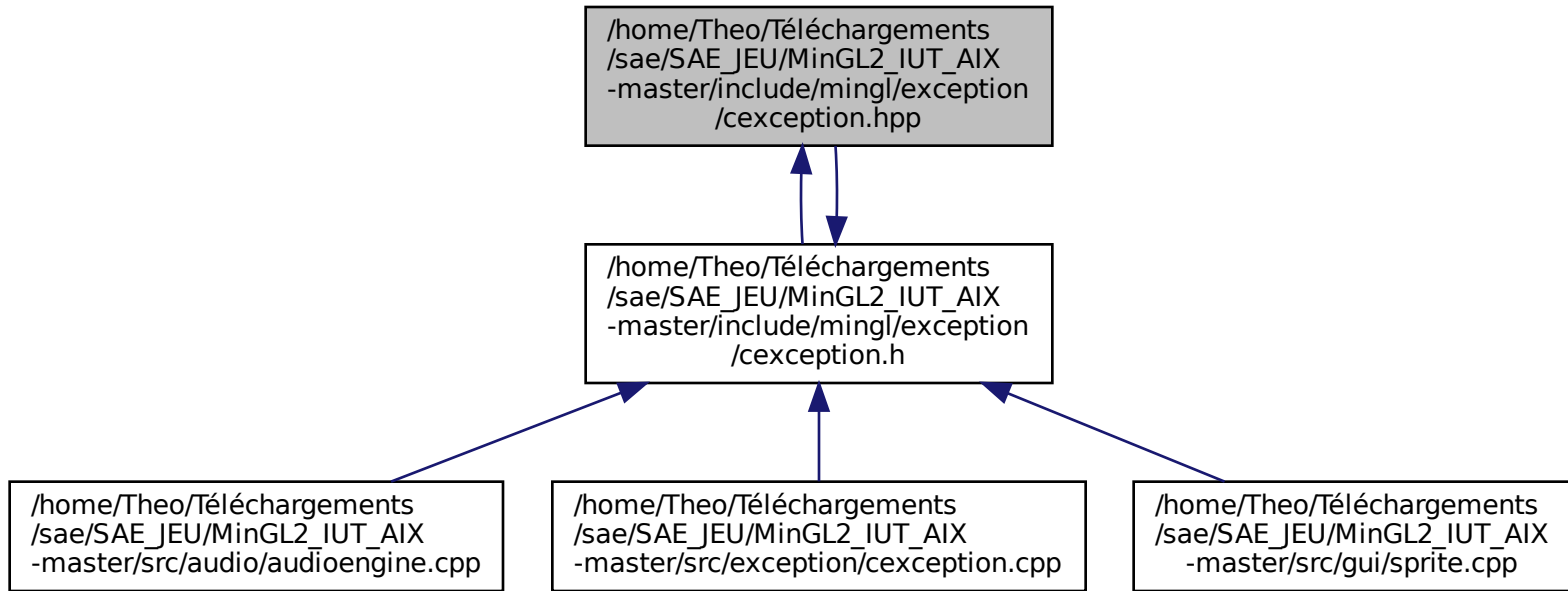 /home/Theo/Téléchargements
/sae/SAE_JEU/MinGL2_IUT_AIX
-master/include/mingl/exception
/cexception.hpp
/home/Theo/Téléchargements
/sae/SAE_JEU/MinGL2_IUT_AIX
-master/include/mingl/exception
/cexception.h
/home/Theo/Téléchargements
/sae/SAE_JEU/MinGL2_IUT_AIX
-master/src/audio/audioengine.cpp
/home/Theo/Téléchargements
/sae/SAE_JEU/MinGL2_IUT_AIX
-master/src/exception/cexception.cpp
/home/Theo/Téléchargements
/sae/SAE_JEU/MinGL2_IUT_AIX
-master/src/gui/sprite.cpp